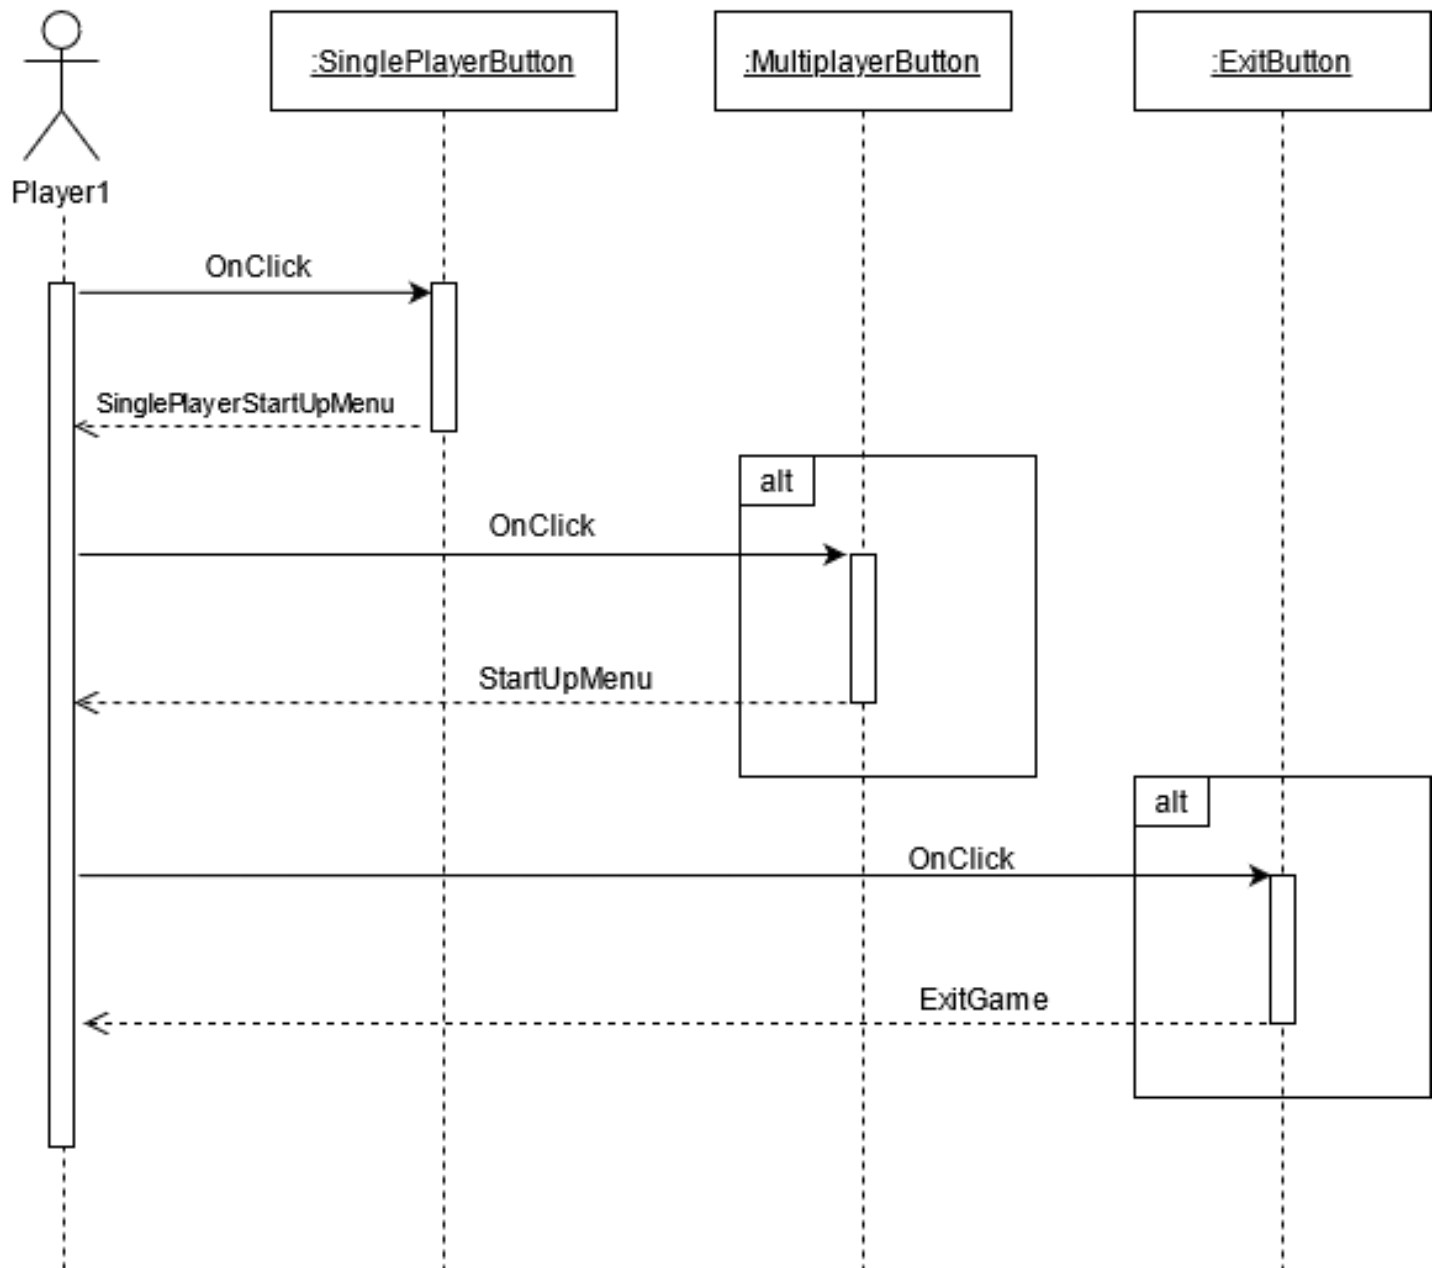 :SinglePlayerButton
:MultiplayerButton
:ExitButton
Player1
OnClick
SinglePlayerStartUpMenu
alt
OnClick
StartUpMenu
alt
OnClick
ExitGame